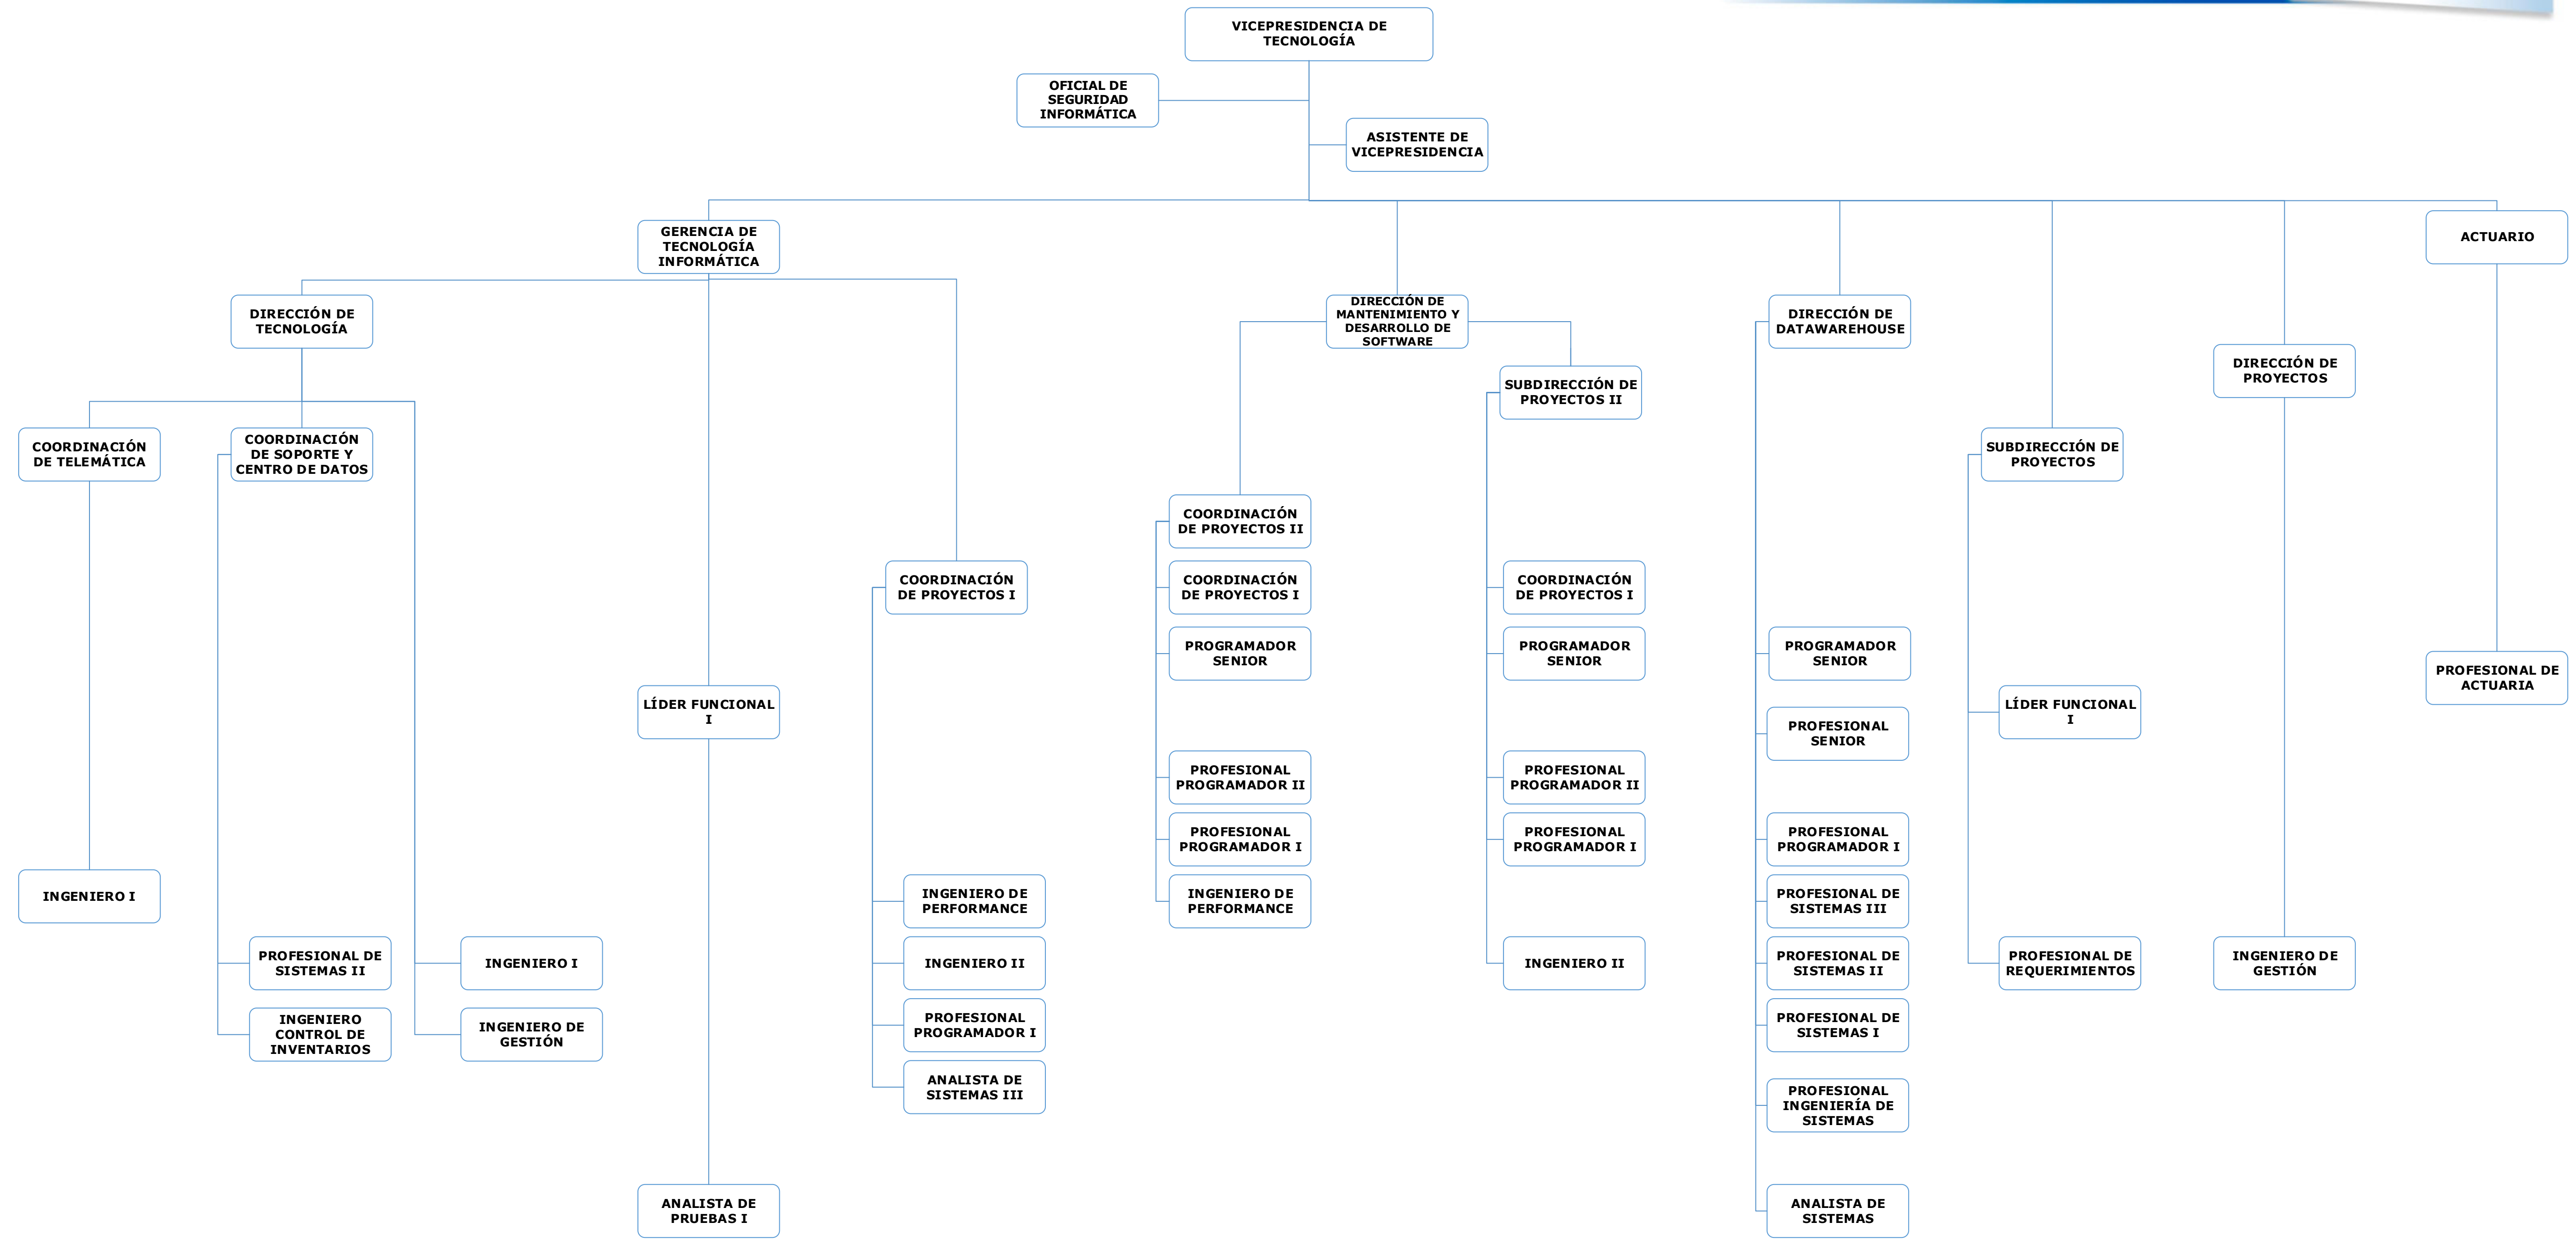 VICEPRESIDENCIA DE
TECNOLOGÍA
OFICIAL DE
SEGURIDAD
INFORMÁTICA
ASISTENTE DE
VICEPRESIDENCIA
GERENCIA DE
TECNOLOGÍA
INFORMÁTICA
ACTUARIO
DIRECCIÓN DE
TECNOLOGÍA
DIRECCIÓN DE
MANTENIMIENTO Y
DESARROLLO DE
SOFTWARE
DIRECCIÓN DE
DATAWAREHOUSE
DIRECCIÓN DE
PROYECTOS
SUBDIRECCIÓN DE
PROYECTOS II
COORDINACIÓN
DE TELEMÁTICA
COORDINACIÓN
DE SOPORTE Y
CENTRO DE DATOS
SUBDIRECCIÓN DE
PROYECTOS
COORDINACIÓN
DE PROYECTOS II
COORDINACIÓN
DE PROYECTOS I
COORDINACIÓN
DE PROYECTOS I
COORDINACIÓN
DE PROYECTOS I
PROGRAMADOR
SENIOR
PROGRAMADOR
SENIOR
PROGRAMADOR
SENIOR
PROFESIONAL DE
ACTUARIA
LÍDER FUNCIONAL
I
LÍDER FUNCIONAL
I
PROFESIONAL
SENIOR
PROFESIONAL
PROGRAMADOR II
PROFESIONAL
PROGRAMADOR II
PROFESIONAL
PROGRAMADOR I
PROFESIONAL
PROGRAMADOR I
PROFESIONAL
PROGRAMADOR I
INGENIERO I
INGENIERO DE
PERFORMANCE
INGENIERO DE
PERFORMANCE
PROFESIONAL DE
SISTEMAS III
PROFESIONAL DE
SISTEMAS II
INGENIERO I
INGENIERO II
INGENIERO II
PROFESIONAL DE
SISTEMAS II
PROFESIONAL DE
REQUERIMIENTOS
INGENIERO DE
GESTIÓN
INGENIERO
CONTROL DE
INVENTARIOS
INGENIERO DE
GESTIÓN
PROFESIONAL
PROGRAMADOR I
PROFESIONAL DE
SISTEMAS I
ANALISTA DE
SISTEMAS III
PROFESIONAL
INGENIERÍA DE
SISTEMAS
ANALISTA DE
PRUEBAS I
ANALISTA DE
SISTEMAS